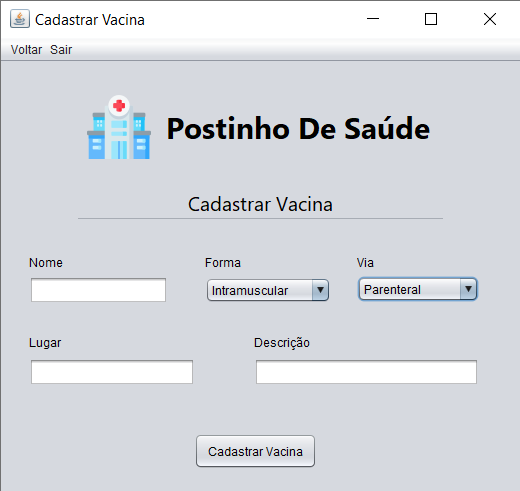 Cadastrar Vacina
Voltar Sair
Postinho De Saúde
Cadastrar Vacina
Nome Forma Via
Intramuscular Parenteral
Lugar Descrição
Cadastrar Vacina